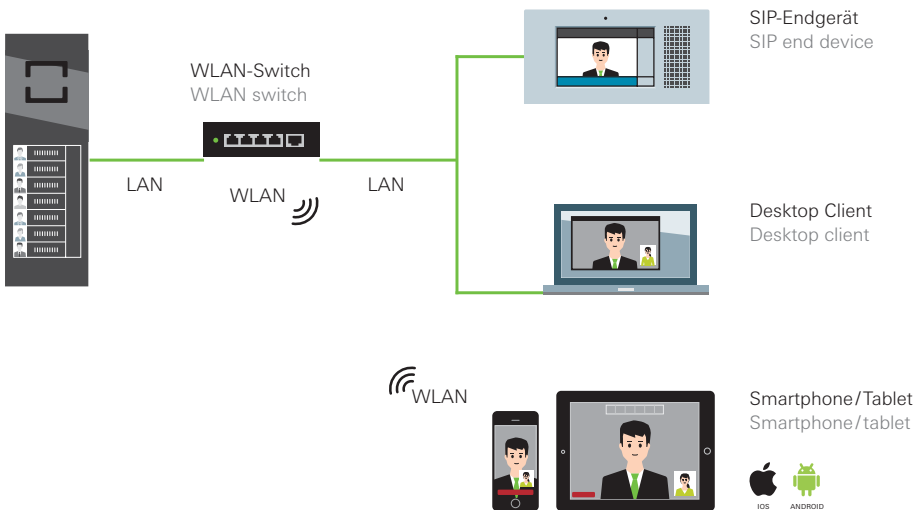 SIP-Endgerät
SIP end device
WLAN-Switch
WLAN switch
LAN
WLAN
LAN
Desktop Client
Desktop client
WLAN
Smartphone/Tablet
Smartphone/tablet
IOS
ANDROID